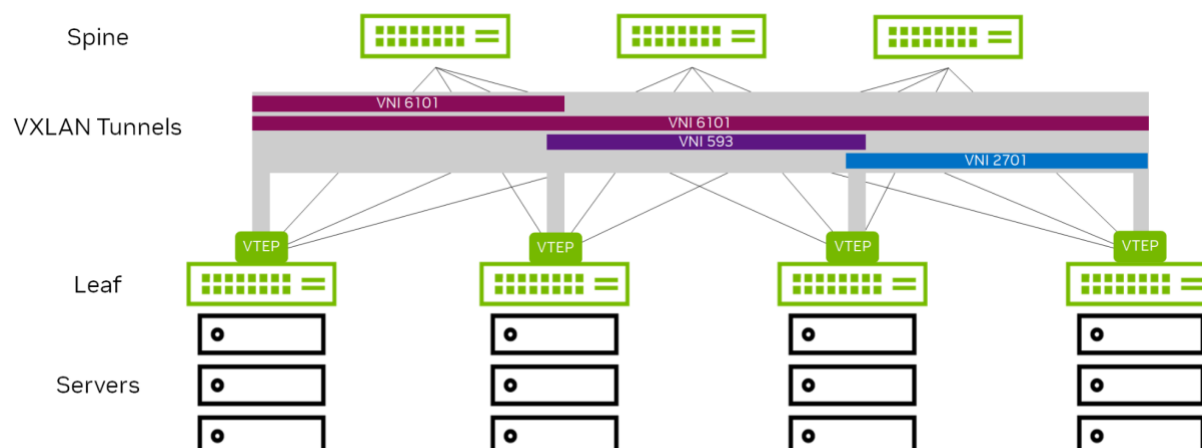 Spine
VNI 6101
VXLAN Tunnels
VNI 6101
VNI 593
VNI 2701
VTEP
VTEP
VTEP
VTEP
Leaf
Servers